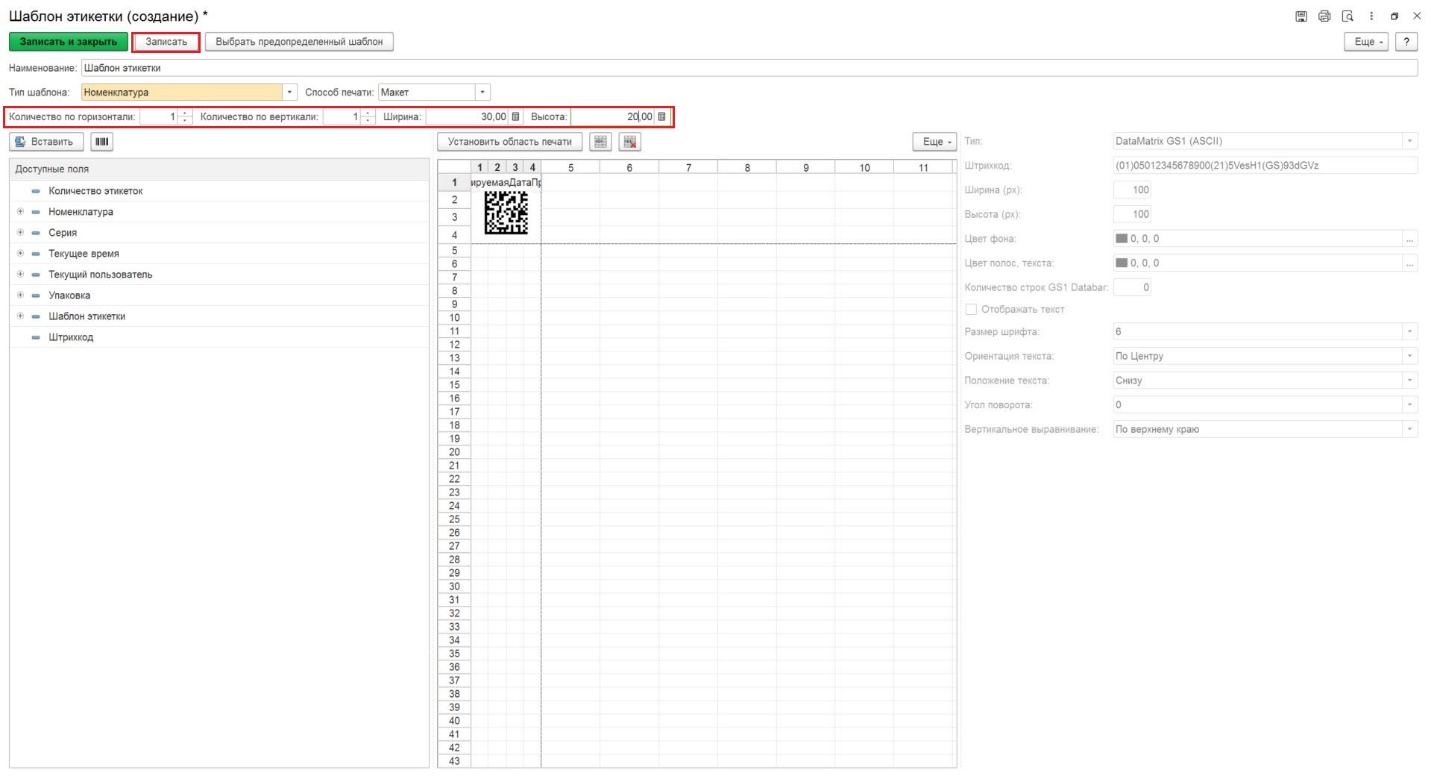 Шаблон этикетки (создание) *
Записать и закрыть Записать Выбрать предопределенный шаблон Еще ?
Наименование: Шаблон этикетки
Тип шаблона: Номенклатура Способ печати: Макет
Количество по горизонтали: 1 Количество по вертикали: 1 Ширина: 30,00 Высота: 20,00
Вставить Установить область печати Еще
Тип: DataMatrix GS1 (ASCII)
Доступные поля
Количество этикеток
Номенклатура
Серия
Текущее время
Текущий пользователь
Упаковка
Шаблон этикетки
Штрихкод
1 2 3 4 5 6 7 8 9 10 11
1 ируемаяДатаПр
2
3
4
5
6
7
8
9
10
11
12
13
14
15
16
17
18
19
20
21
22
23
24
25
26
27
28
29
30
31
32
33
34
35
36
37
38
39
40
41
42
43
Штрихкод: (01)05012345678900(21)5VesH1(GS)93dGVz
Ширина (px): 100
Высота (px): 100
Цвет фона: 0, 0, 0 ...
Цвет полос, текста: 0, 0, 0 ...
Количество строк GS1 Databar: 0
Отображать текст
Размер шрифта: 6
Ориентация текста: По Центру
Положение текста: Снизу
Угол поворота: 0
Вертикальное выравнивание: По верхнему краю